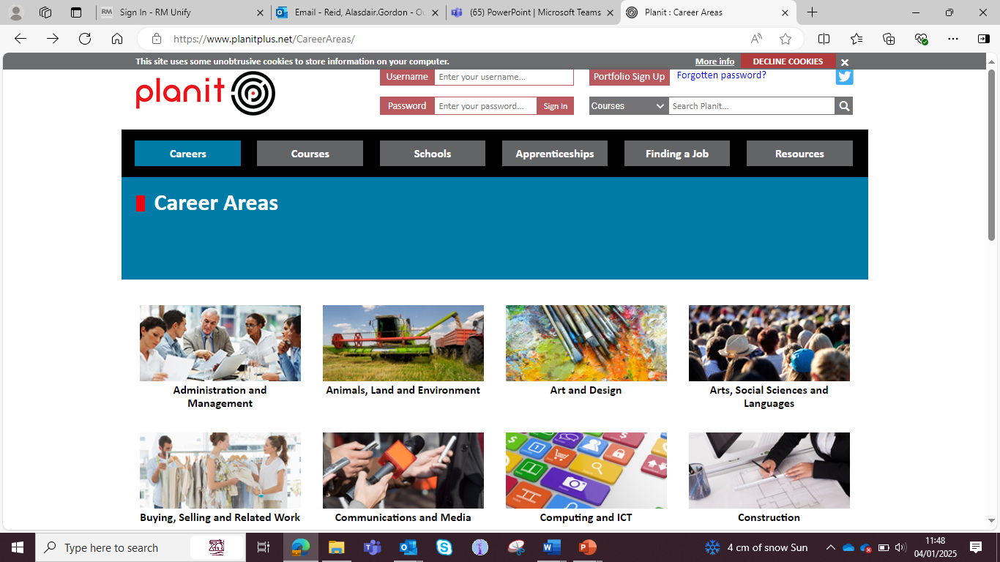 Sign In - RM Unify
Email - Reid, Alasdair.Gordon - Ou
(65) PowerPoint | Microsoft Teams
Planit : Career Areas
https://www.planitplus.net/CareerAreas/
This site uses some unobtrusive cookies to store information on your computer.
More info
DECLINE COOKIES
planit
Username
Enter your username...
Portfolio Sign Up
Forgotten password?
Password
Enter your password...
Sign In
Courses
Search Planit...
Careers
Courses
Schools
Apprenticeships
Finding a Job
Resources
Career Areas
Administration and
Management
Animals, Land and Environment
Art and Design
Arts, Social Sciences and
Languages
Buying, Selling and Related Work
Communications and Media
Computing and ICT
Construction
Type here to search
4 cm of snow Sun
11:48
04/01/2025